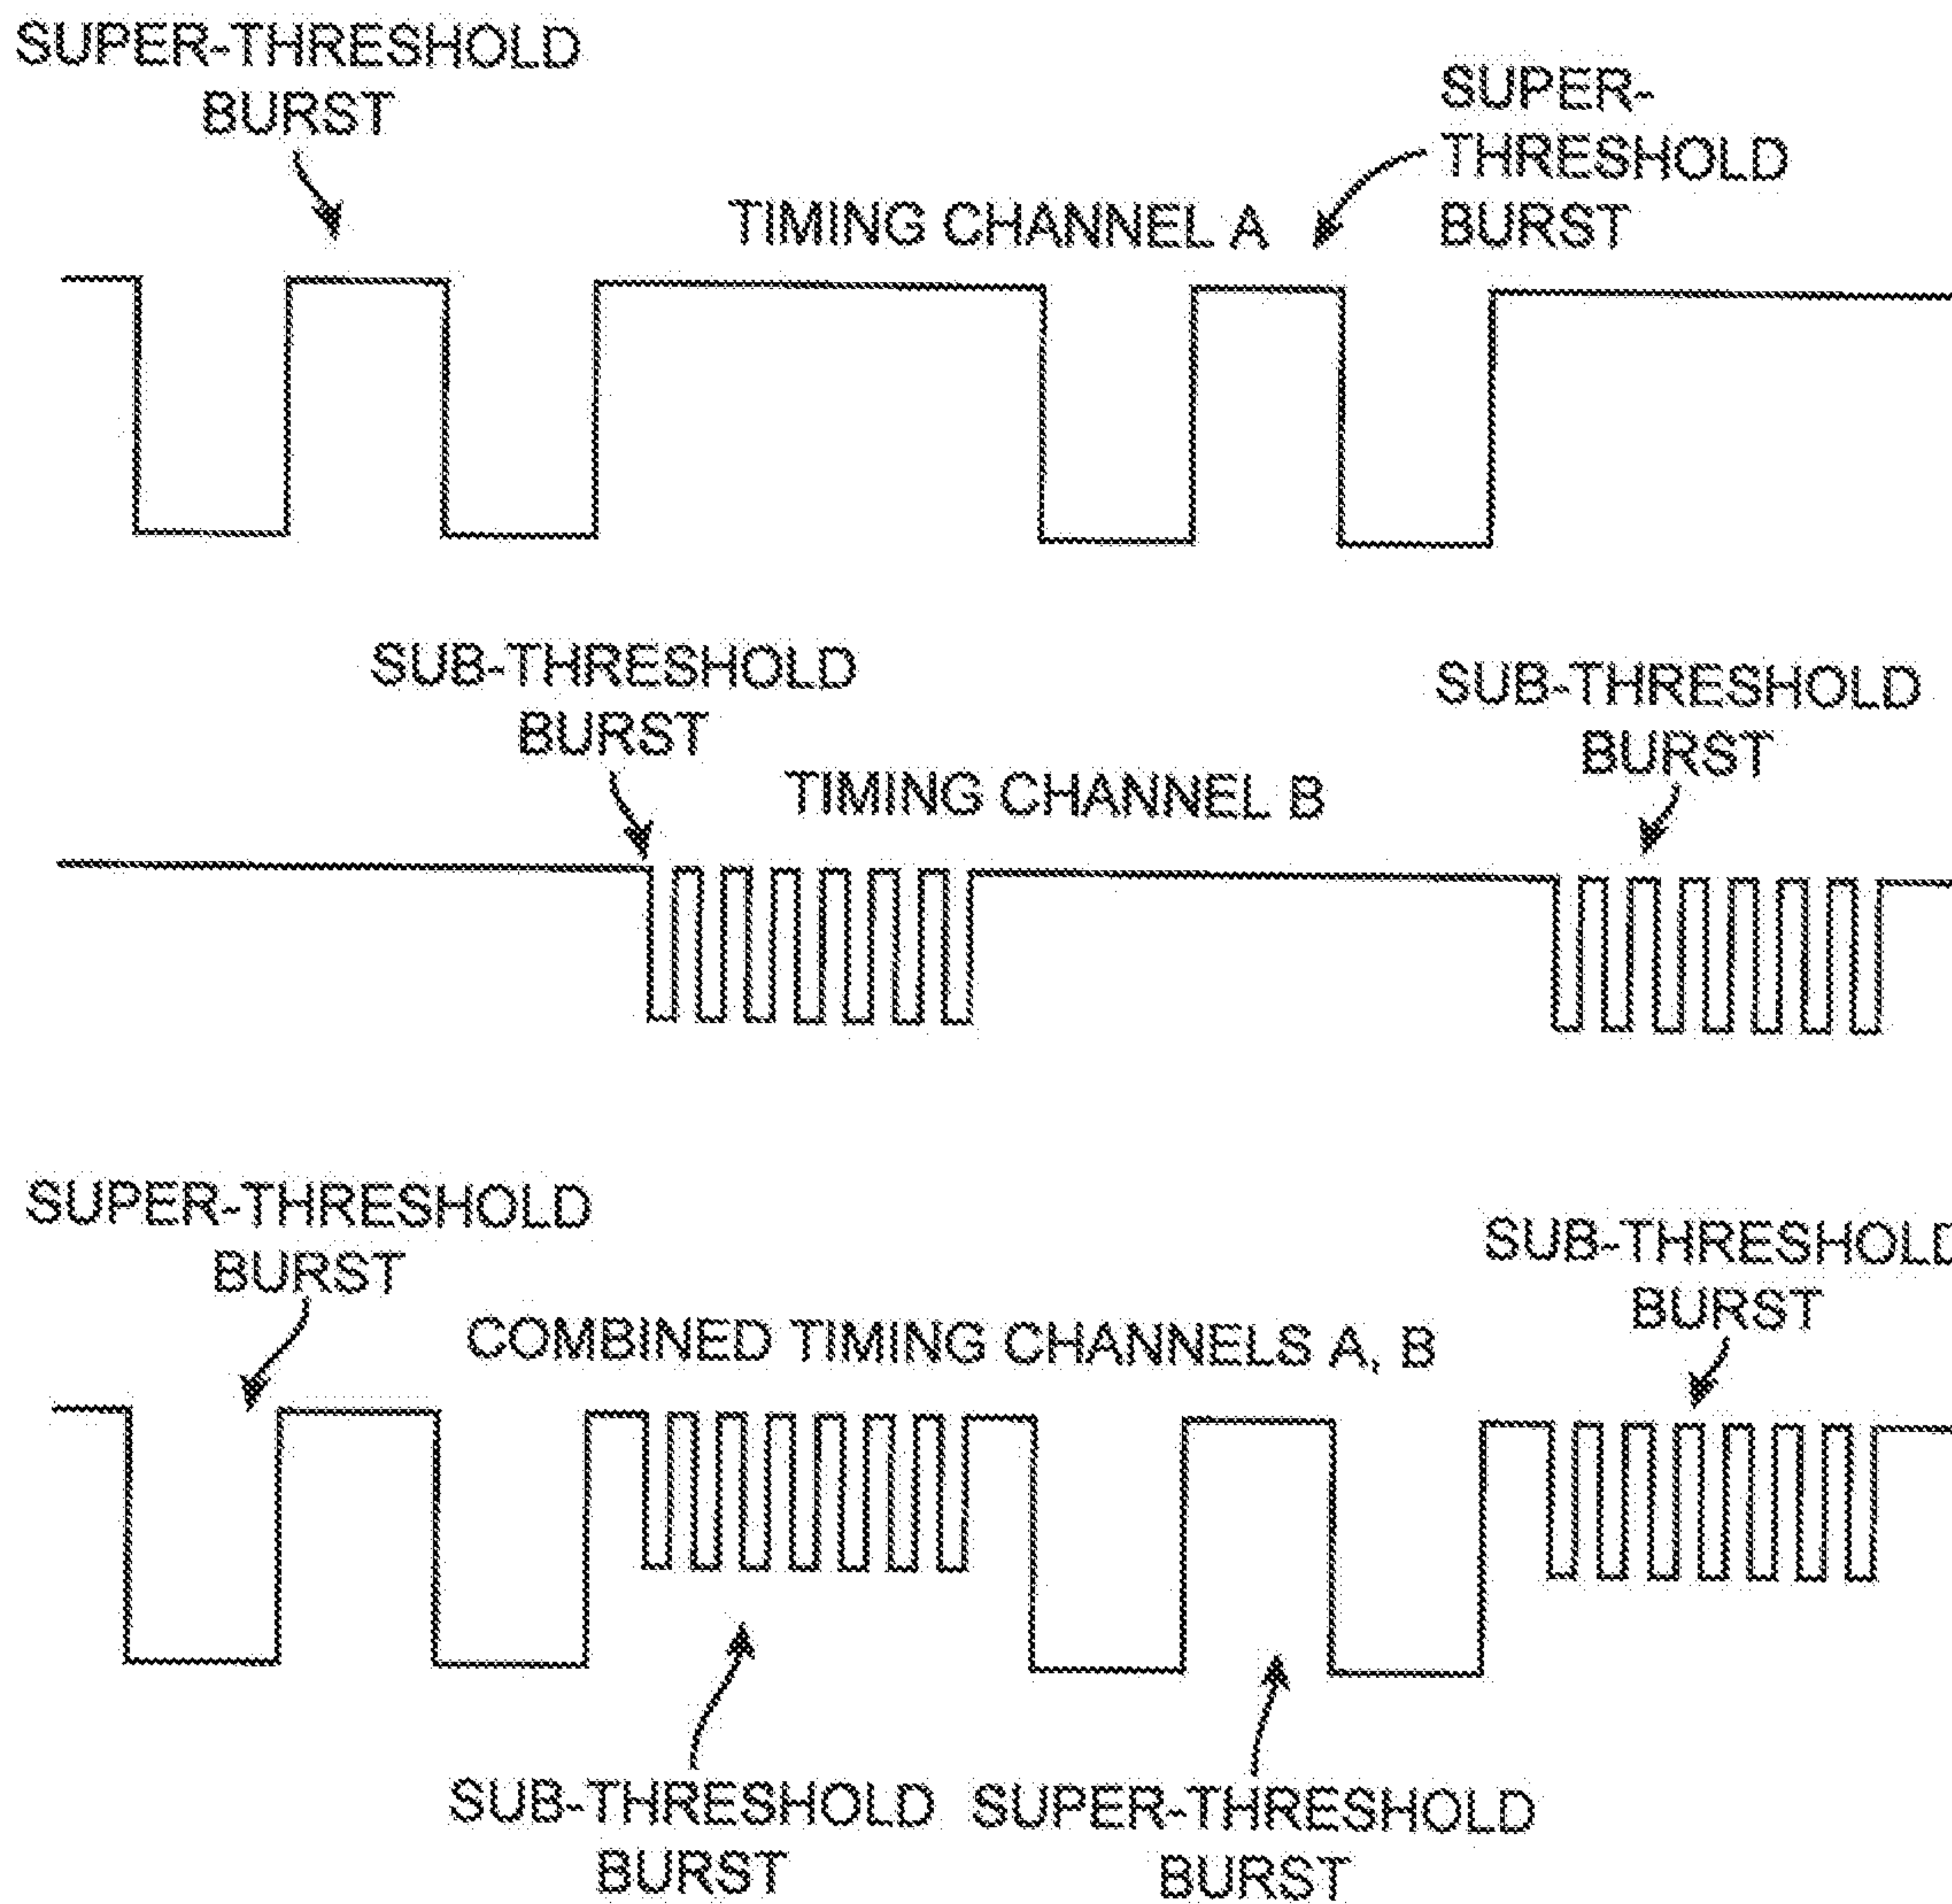 SUPER-THRESHOLD
BURST
SUPER-
THRESHOLD
BURST
TIMING CHANNEL A
SUB-THRESHOLD
BURST
SUB-THRESHOLD
BURST
TIMING CHANNEL B
SUPER-THRESHOLD
BURST
SUB-THRESHOLD
BURST
COMBINED TIMING CHANNELS A, B
SUB-THRESHOLD
BURST
SUPER-THRESHOLD
BURST